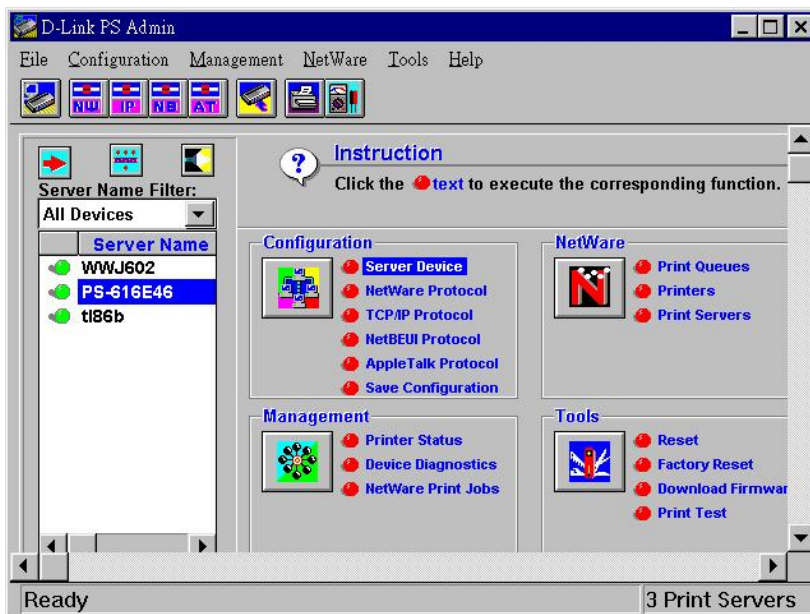 D-Link PS Admin
File Configuration Management NetWare Tools Help
NW IP NB AT
Instruction
Click the text to execute the corresponding function.
Server Name Filter:
All Devices
Server Name
WWJ602
PS-616E46
tl86b
Configuration
Server Device
NetWare Protocol
TCP/IP Protocol
NetBEUI Protocol
AppleTalk Protocol
Save Configuration
NetWare
Print Queues
Printers
Print Servers
Management
Printer Status
Device Diagnostics
NetWare Print Jobs
Tools
Reset
Factory Reset
Download Firmwar
Print Test
Ready
3 Print Servers